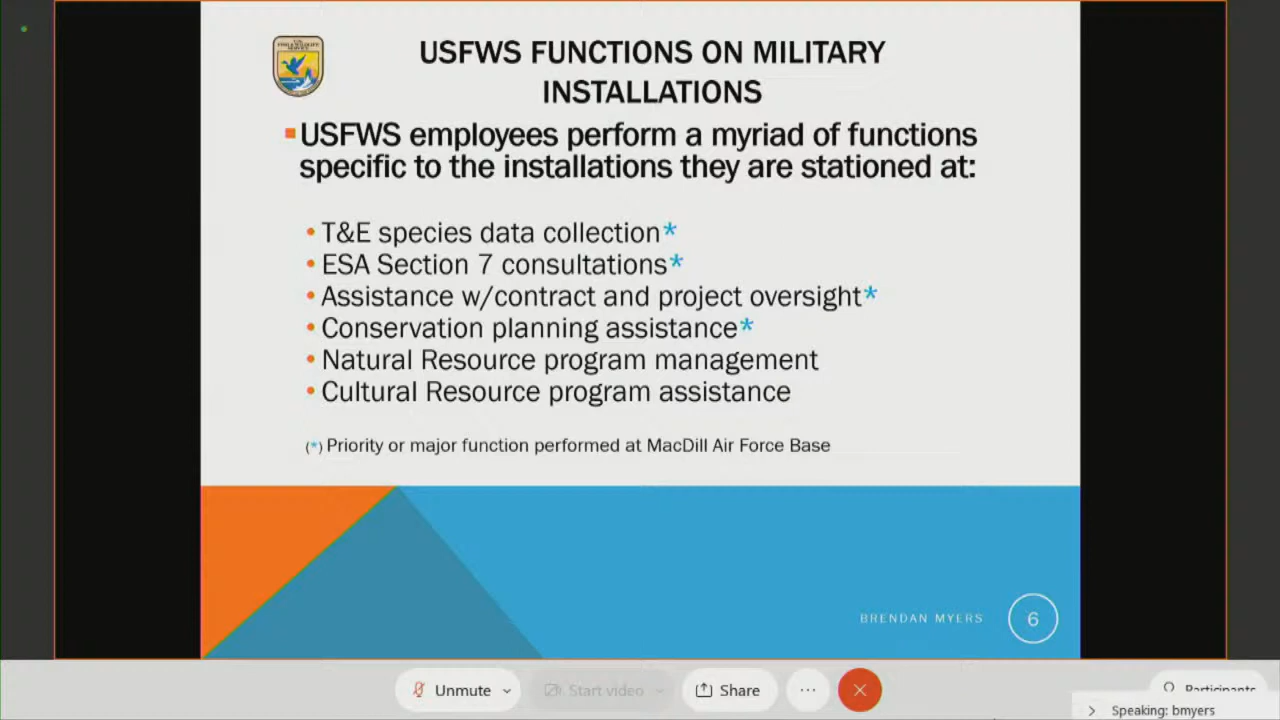 USFWS FUNCTIONS ON MILITARY
INSTALLATIONS
USFWS employees perform a myriad of functions
specific to the installations they are stationed at:
• T&E species data collection*
• ESA Section 7 consultations*
• Assistance w/contract and project oversight*
• Conservation planning assistance*
• Natural Resource program management
• Cultural Resource program assistance
(*) Priority or major function performed at MacDill Air Force Base
BRENDAN MYERS
6
Unmute
Start video
Share
Participants
Speaking: bmyers